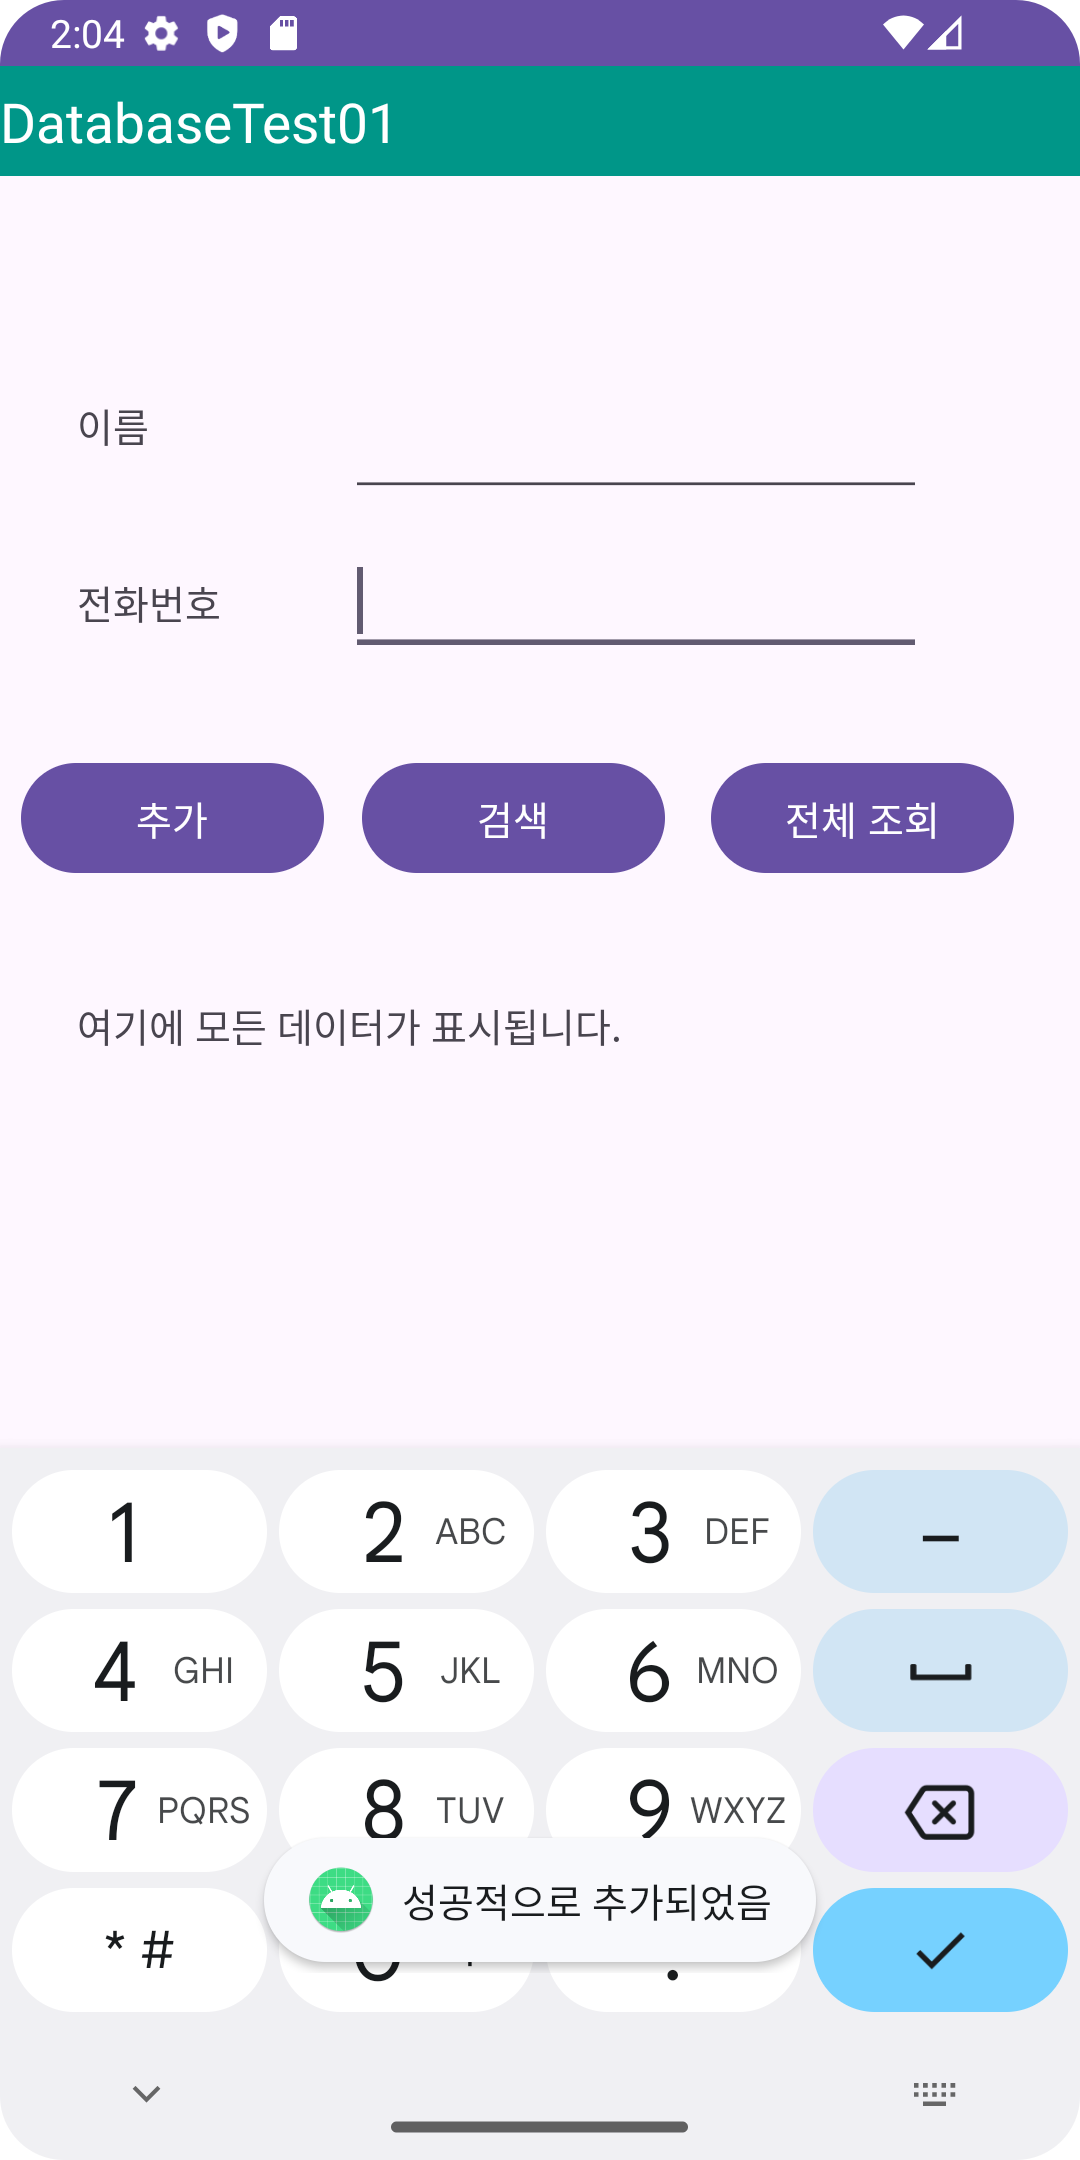 2:04
DatabaseTest01
이름
전화번호
추가 검색 전체 조회
여기에 모든 데이터가 표시됩니다.
1 2 ABC 3 DEF –
4 GHI 5 JKL 6 MNO
7 PQRS 8 TUV 9 WXYZ
성공적으로 추가되었음
* # .